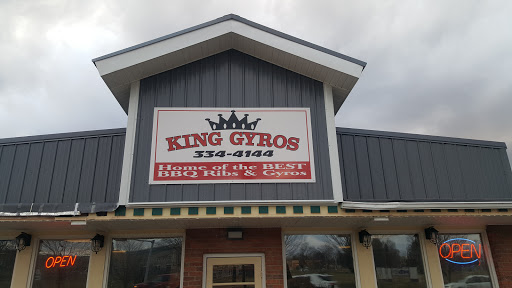 KING GYROS
334-4144
Home of the BEST
BBQ Ribs & Gyros
OPEN
OPEN